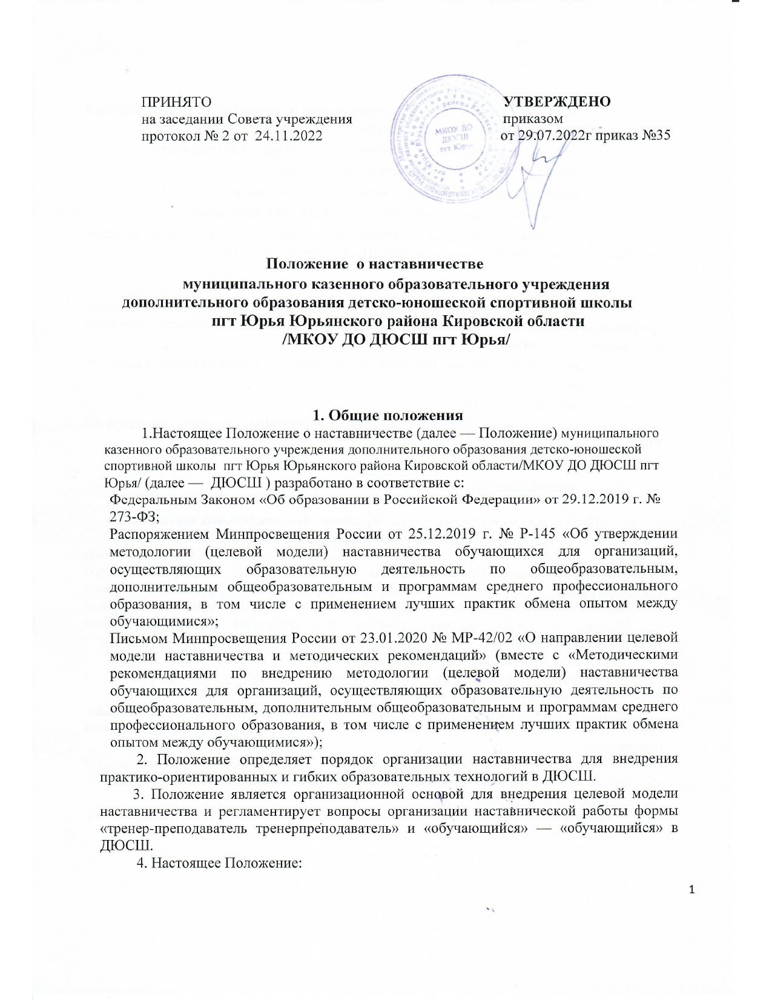 ПРИНЯТО
на заседании Совета учреждения
протокол № 2 от 24.11.2022
УТВЕРЖДЕНО
приказом
от 29.07.2022г приказ №35
МКОУ ДО
ДЮСШ
пгт Юрья
Положение о наставничестве
муниципального казенного образовательного учреждения
дополнительного образования детско-юношеской спортивной школы
пгт Юрья Юрьянского района Кировской области
/МКОУ ДО ДЮСШ пгт Юрья/
1. Общие положения
1.Настоящее Положение о наставничестве (далее — Положение) муниципального
казенного образовательного учреждения дополнительного образования детско-юношеской
спортивной школы пгт Юрья Юрьянского района Кировской области/МКОУ ДО ДЮСШ пгт
Юрья/ (далее — ДЮСШ ) разработано в соответствие с:
Федеральным Законом «Об образовании в Российской Федерации» от 29.12.2019 г. №
273-ФЗ;
Распоряжением Минпросвещения России от 25.12.2019 г. № Р-145 «Об утверждении
методологии (целевой модели) наставничества обучающихся для организаций,
осуществляющих образовательную деятельность по общеобразовательным,
дополнительным общеобразовательным и программам среднего профессионального
образования, в том числе с применением лучших практик обмена опытом между
обучающимися»;
Письмом Минпросвещения России от 23.01.2020 № МР-42/02 «О направлении целевой
модели наставничества и методических рекомендаций» (вместе с «Методическими
рекомендациями по внедрению методологии (целевой модели) наставничества
обучающихся для организаций, осуществляющих образовательную деятельность по
общеобразовательным, дополнительным общеобразовательным и программам среднего
профессионального образования, в том числе с применением лучших практик обмена
опытом между обучающимися»);
2. Положение определяет порядок организации наставничества для внедрения
практико-ориентированных и гибких образовательных технологий в ДЮСШ.
3. Положение является организационной основой для внедрения целевой модели
наставничества и регламентирует вопросы организации наставнической работы формы
«тренер-преподаватель тренерпреподаватель» и «обучающийся» — «обучающийся» в
ДЮСШ.
4. Настоящее Положение:
1